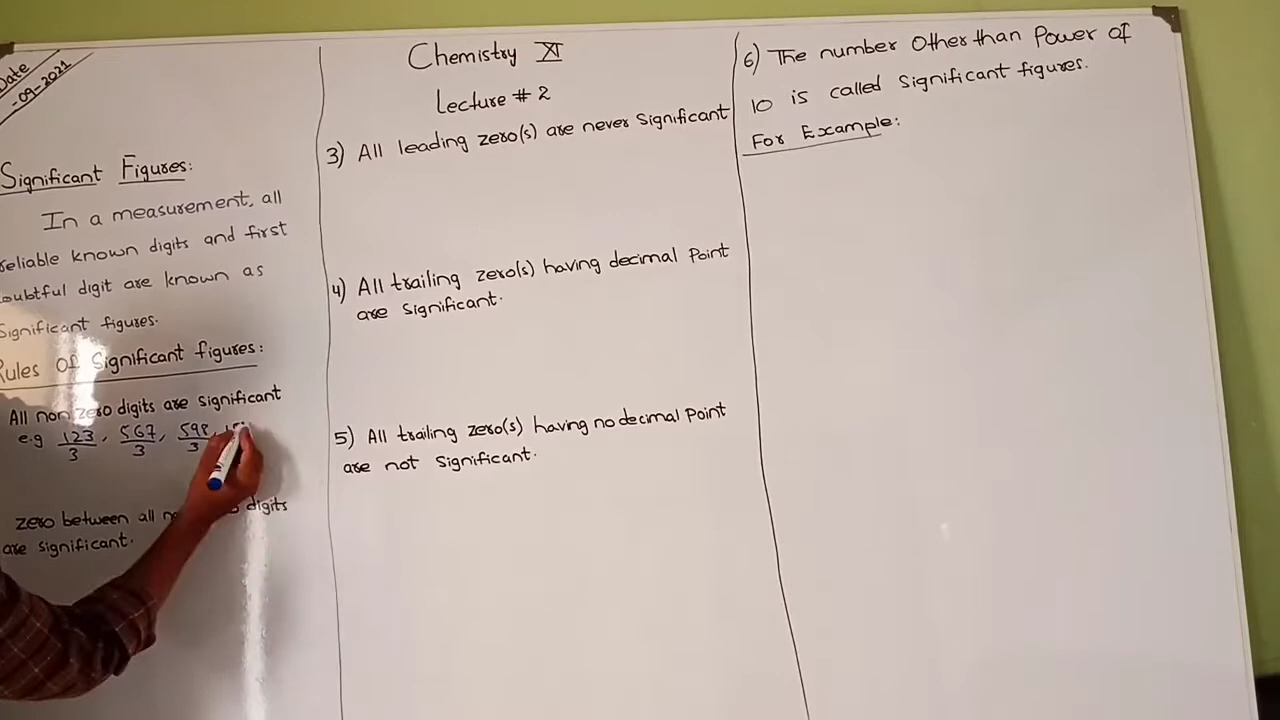 Date
-09-2021
Significant Figures:
In a measurement, all
reliable known digits and first
doubtful digit are known as
Significant figures.
Rules Of Significant figures:
All non zero digits are significant
e.g 123, 567, 598,
3 3 3
zero between all digits
are significant.
Chemistry XI
Lecture # 2
3) All leading zero(s) are never Significant
4) All trailing zero(s) having decimal Point
are significant.
5) All trailing zero(s) having no decimal Point
are not significant.
6) The number Other than Power of
10 is called Significant figures.
For Example: